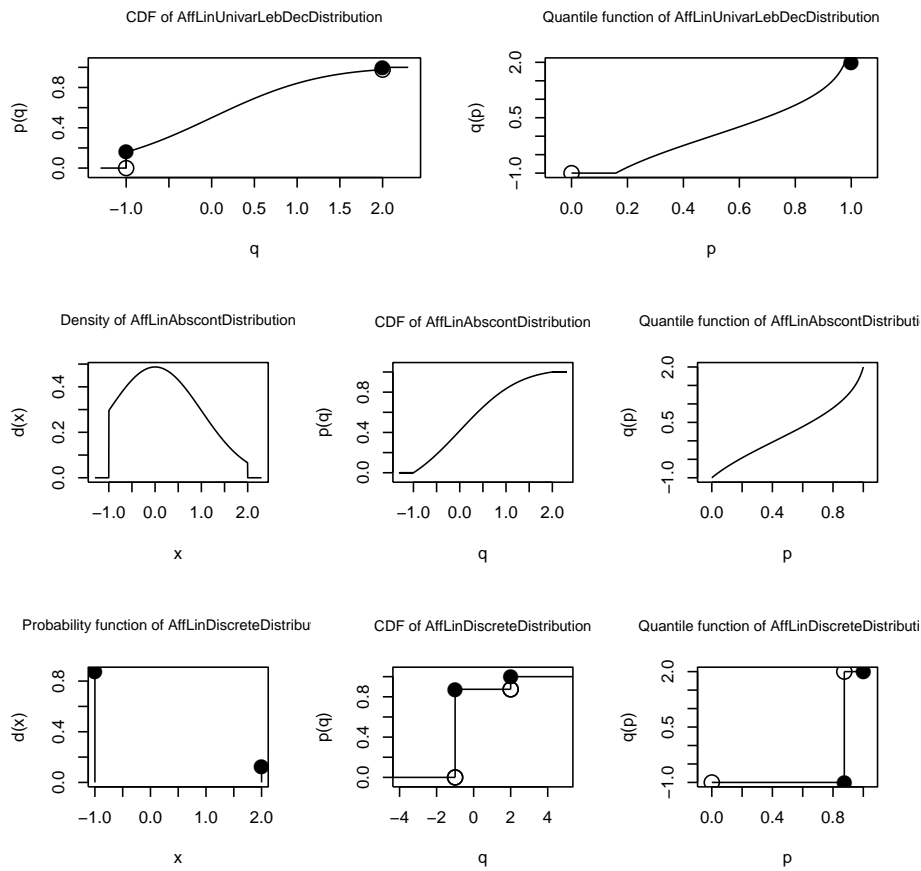 CDF of AffLinUnivarLebDecDistribution
p(q)
0.0 0.4 0.8
−1.0 0.0 0.5 1.0 2.0
q
Quantile function of AffLinUnivarLebDecDistribution
q(p)
−1.0 0.5 2.0
0.0 0.2 0.4 0.6 0.8 1.0
p
Density of AffLinAbscontDistribution
d(x)
0.0 0.2 0.4
−1.0 0.0 1.0 2.0
x
CDF of AffLinAbscontDistribution
p(q)
0.0 0.4 0.8
−1.0 0.0 1.0 2.0
q
Quantile function of AffLinAbscontDistributi
q(p)
−1.0 0.5 2.0
0.0 0.4 0.8
p
Probability function of AffLinDiscreteDistribut
d(x)
0.0 0.4 0.8
−1.0 0.0 1.0 2.0
x
CDF of AffLinDiscreteDistribution
p(q)
0.0 0.4 0.8
−4 −2 0 2 4
q
Quantile function of AffLinDiscreteDistributi
q(p)
−1.0 0.5 2.0
0.0 0.4 0.8
p